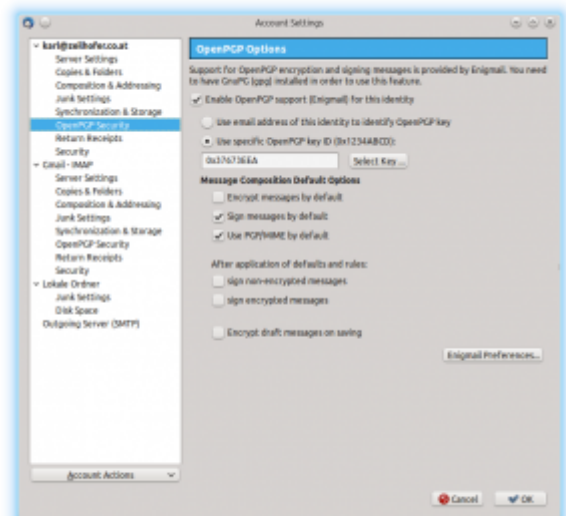 Account Settings
karl@zeilhofer.co.at
Server Settings
Copies & Folders
Composition & Addressing
Junk Settings
Synchronization & Storage
OpenPGP Security
Return Receipts
Security
Gmail - IMAP
Server Settings
Copies & Folders
Composition & Addressing
Junk Settings
Synchronization & Storage
OpenPGP Security
Return Receipts
Security
Lokale Ordner
Junk Settings
Disk Space
Outgoing Server (SMTP)
Account Actions
OpenPGP Options
Support for OpenPGP encryption and signing messages is provided by Enigmail. You need
to have GnuPG (gpg) installed in order to use this feature.
Enable OpenPGP support (Enigmail) for this identity
Use email address of this identity to identify OpenPGP key
Use specific OpenPGP key ID (0x1234ABCD):
0x37673EEA
Select Key ...
Message Composition Default Options
Encrypt messages by default
Sign messages by default
Use PGP/MIME by default
After application of defaults and rules:
sign non-encrypted messages
sign encrypted messages
Encrypt draft messages on saving
Enigmail Preferences...
Cancel
OK